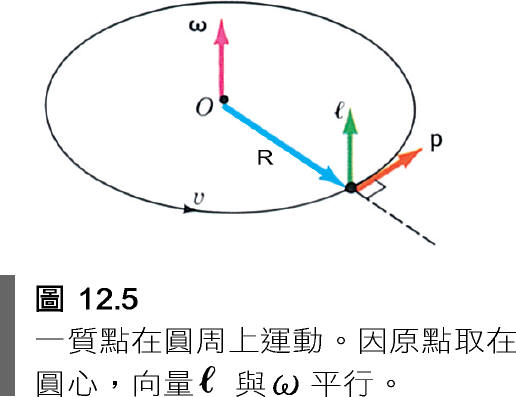 ω
O
ℓ
R
p
v
圖 12.5
一質點在圓周上運動。因原點取在
圓心，向量ℓ 與ω 平行。